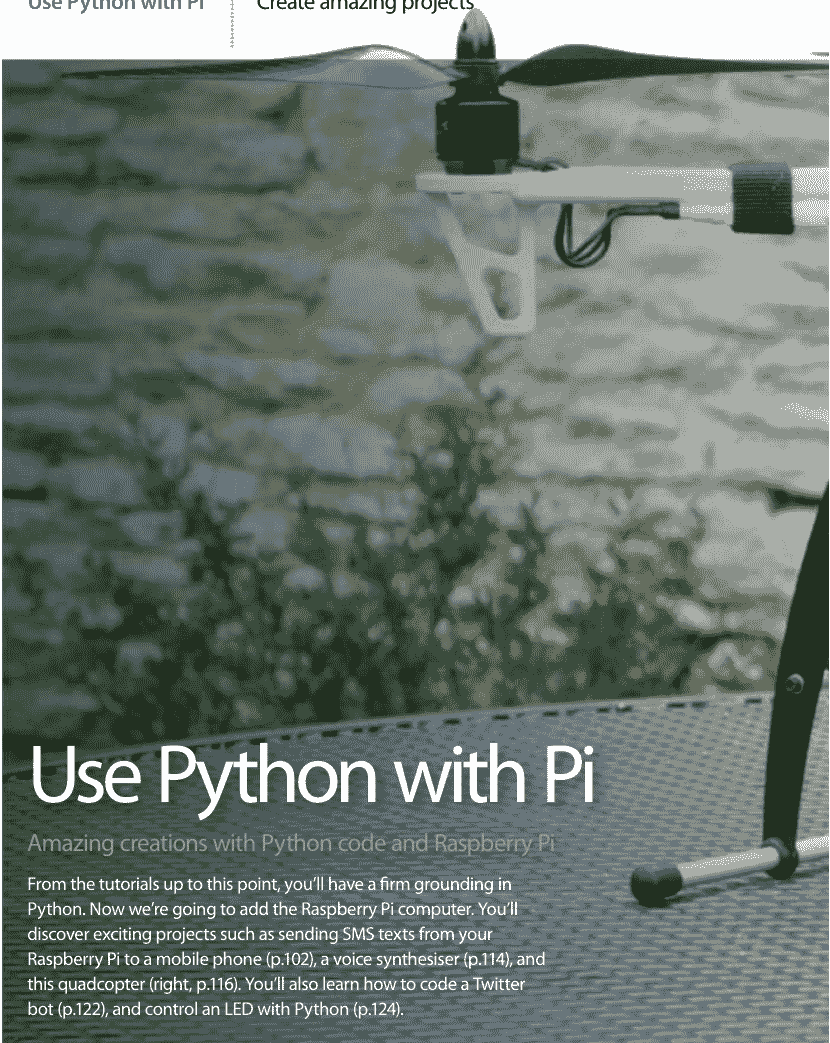 Use Python with Pi
Create amazing projects
Use Python with Pi
Amazing creations with Python code and Raspberry Pi
From the tutorials up to this point, you'll have a firm grounding in
Python. Now we're going to add the Raspberry Pi computer. You'll
discover exciting projects such as sending SMS texts from your
Raspberry Pi to a mobile phone (p.102), a voice synthesiser (p.114), and
this quadcopter (right, p.116). You'll also learn how to code a Twitter
bot (p.122), and control an LED with Python (p.124).